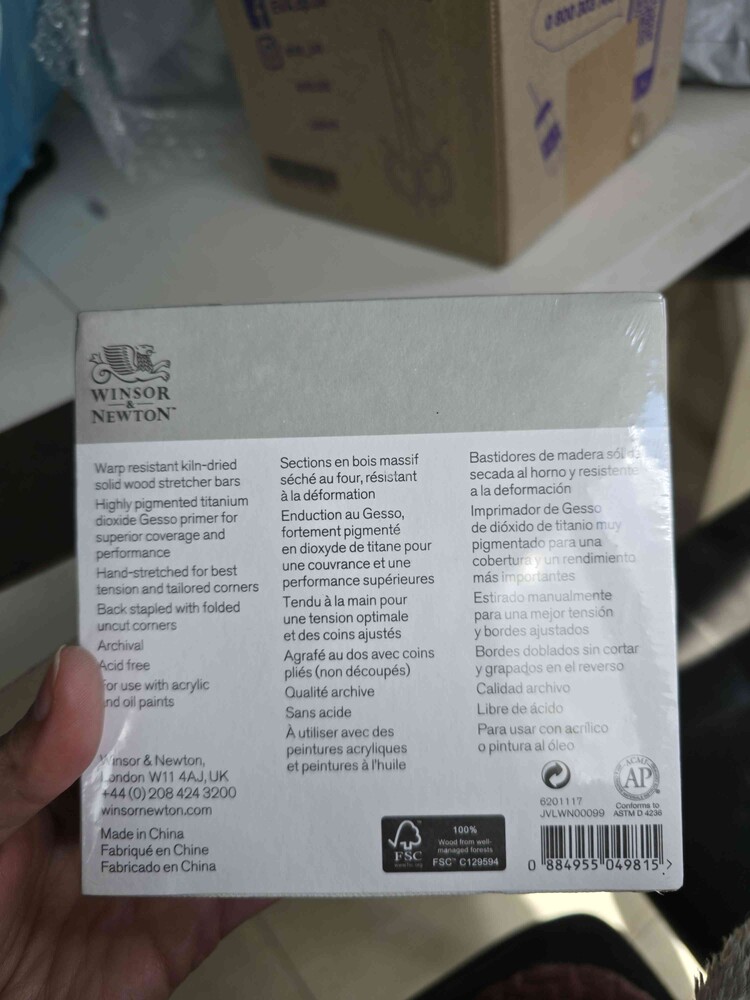 0 800
WINSOR
&
NEWTON™
Warp resistant kiln-dried
solid wood stretcher bars
Highly pigmented titanium
dioxide Gesso primer for
superior coverage and
performance
Hand-stretched for best
tension and tailored corners
Back stapled with folded
uncut corners
Archival
Acid free
for use with acrylic
and oil paints
Winsor & Newton,
London W11 4AJ, UK
+44 (0) 208 424 3200
winsornewton.com
Made in China
Fabriqué en Chine
Fabricado en China
Sections en bois massif
séché au four, résistant
à la déformation
Enduction au Gesso,
fortement pigmenté
en dioxyde de titane pour
une couvrance et une
performance supérieures
Tendu à la main pour
une tension optimale
et des coins ajustés
Agrafé au dos avec coins
pliés (non découpés)
Qualité archive
Sans acide
À utiliser avec des
peintures acryliques
et peintures à l'huile
FSC
100%
Wood from well-
managed forests
FSC™ C129594
Bastidores de madera sólida
secada al horno y resistente
a la deformación
Imprimador de Gesso
de dióxido de titanio muy
pigmentado para una
cobertura y un rendimiento
más importantes
Estirado manualmente
para una mejor tensión
y bordes ajustados
Bordes doblados sin cortar
y grapados en el reverso
Calidad archivo
Libre de ácido
Para usar con acrílico
o pintura al óleo
6201117
JVLWN00099
ACMI
AP
Conforms to
ASTM D 4236
0 884955 049815 >